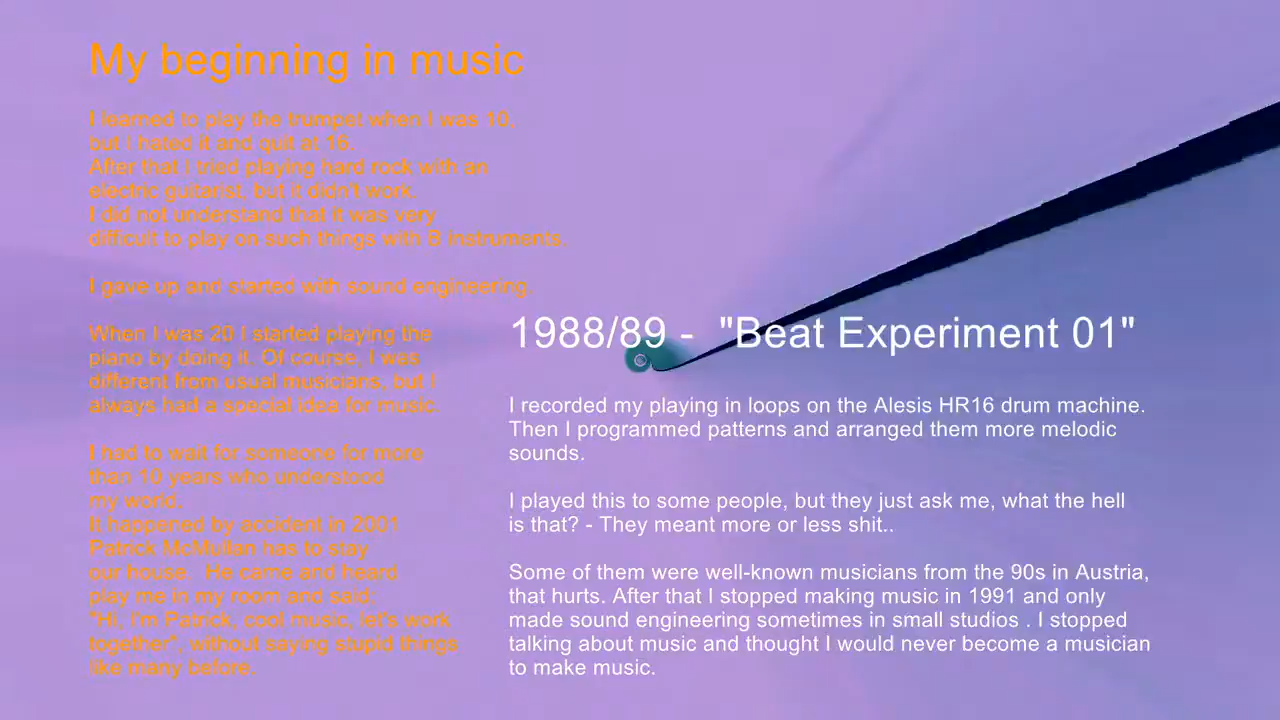 My beginning in music
I learned to play the trumpet when I was 10,
but I hated it and quit at 16.
After that I tried playing hard rock with an
electric guitarist, but it didn't work.
I did not understand that it was very
difficult to play on such things with B instruments.
I gave up and started with sound engineering.
When I was 20 I started playing the
piano by doing it. Of course, I was
different from usual musicians, but I
always had a special idea for music.
I had to wait for someone for more
than 10 years who understood
my world.
It happened by accident in 2001
Patrick McMullan has to stay
our house. He came and heard
play me in my room and said:
"Hi, I'm Patrick, cool music, let's work
together", without saying stupid things
like many before.
1988/89 - "Beat Experiment 01"
I recorded my playing in loops on the Alesis HR16 drum machine.
Then I programmed patterns and arranged them more melodic
sounds.
I played this to some people, but they just ask me, what the hell
is that? - They meant more or less shit..
Some of them were well-known musicians from the 90s in Austria,
that hurts. After that I stopped making music in 1991 and only
made sound engineering sometimes in small studios . I stopped
talking about music and thought I would never become a musician
to make music.